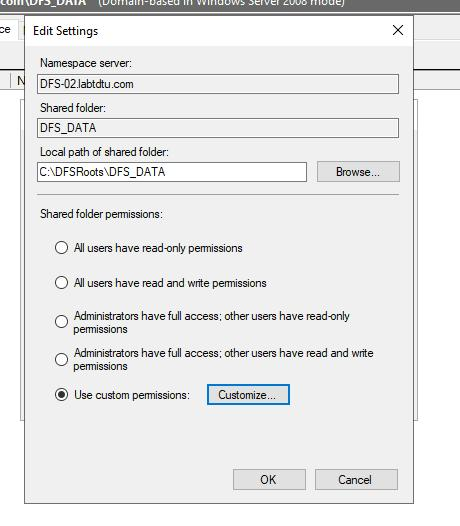 com\DFS_DATA (Domain-based in Windows Server 2008 mode)
Edit Settings
ce
N
Namespace server:
DFS-02.labtdtu.com
Shared folder:
DFS_DATA
Local path of shared folder:
C:\DFSRoots\DFS_DATA
Browse...
Shared folder permissions:
All users have read-only permissions
All users have read and write permissions
Administrators have full access; other users have read-only
permissions
Administrators have full access; other users have read and write
permissions
Use custom permissions:
Customize...
OK
Cancel